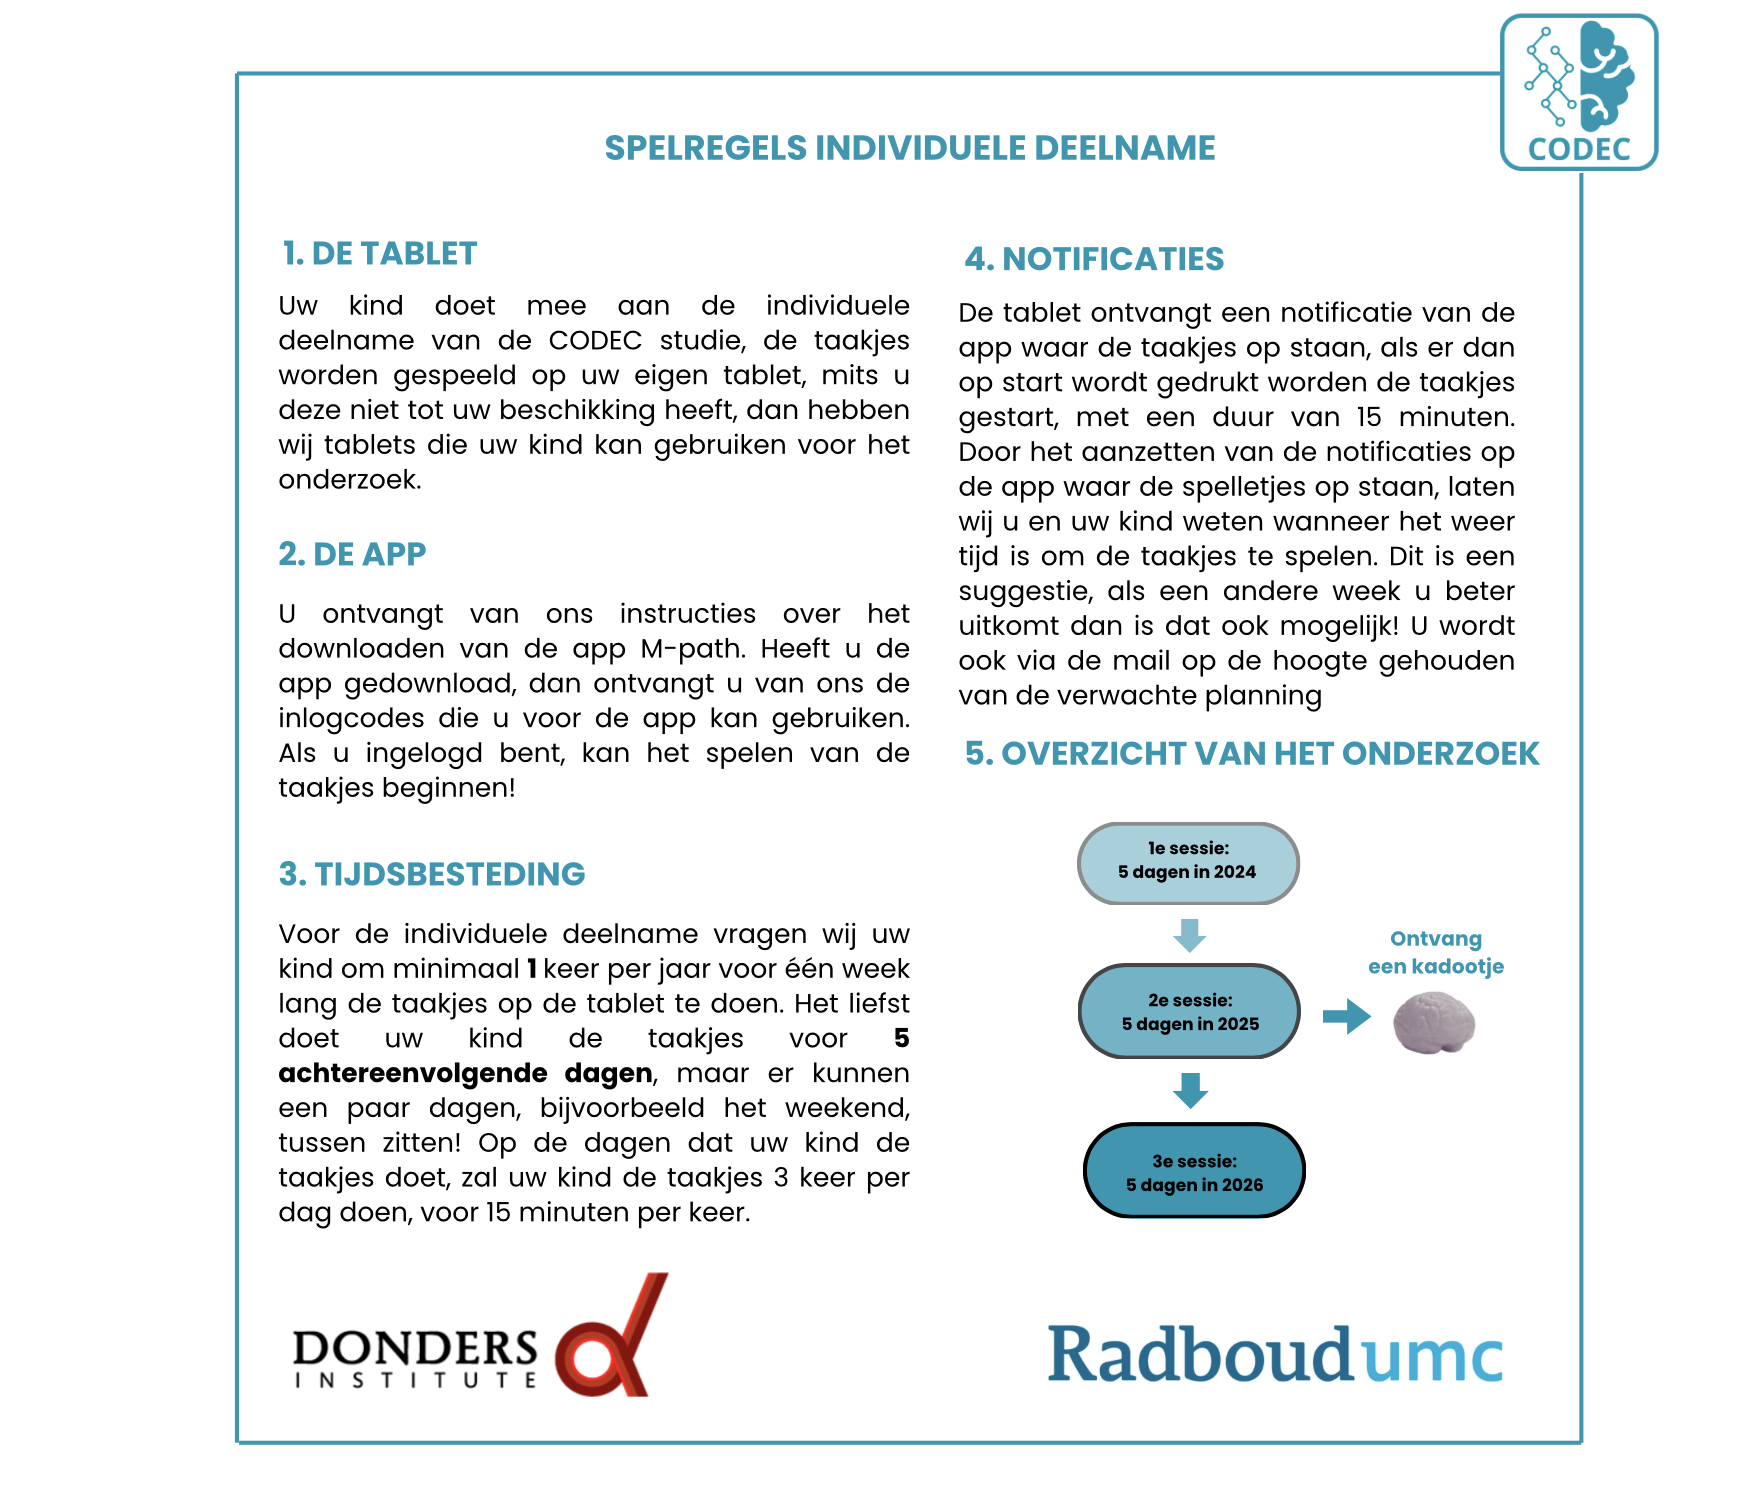 CODEC
SPELREGELS INDIVIDUELE DEELNAME
1. DE TABLET
Uw kind doet mee aan de individuele
deelname van de CODEC studie, de taakjes
worden gespeeld op uw eigen tablet, mits u
deze niet tot uw beschikking heeft, dan hebben
wij tablets die uw kind kan gebruiken voor het
onderzoek.
2. DE APP
U ontvangt van ons instructies over het
downloaden van de app M-path. Heeft u de
app gedownload, dan ontvangt u van ons de
inlogcodes die u voor de app kan gebruiken.
Als u ingelogd bent, kan het spelen van de
taakjes beginnen!
3. TIJDSBESTEDING
Voor de individuele deelname vragen wij uw
kind om minimaal 1 keer per jaar voor één week
lang de taakjes op de tablet te doen. Het liefst
doet uw kind de taakjes voor 5
achtereenvolgende dagen, maar er kunnen
een paar dagen, bijvoorbeeld het weekend,
tussen zitten! Op de dagen dat uw kind de
taakjes doet, zal uw kind de taakjes 3 keer per
dag doen, voor 15 minuten per keer.
4. NOTIFICATIES
De tablet ontvangt een notificatie van de
app waar de taakjes op staan, als er dan
op start wordt gedrukt worden de taakjes
gestart, met een duur van 15 minuten.
Door het aanzetten van de notificaties op
de app waar de spelletjes op staan, laten
wij u en uw kind weten wanneer het weer
tijd is om de taakjes te spelen. Dit is een
suggestie, als een andere week u beter
uitkomt dan is dat ook mogelijk! U wordt
ook via de mail op de hoogte gehouden
van de verwachte planning
5. OVERZICHT VAN HET ONDERZOEK
1e sessie:
5 dagen in 2024
Ontvang
een kadootje
2e sessie:
5 dagen in 2025
3e sessie:
5 dagen in 2026
DONDERS
INSTITUTE
Radboudumc